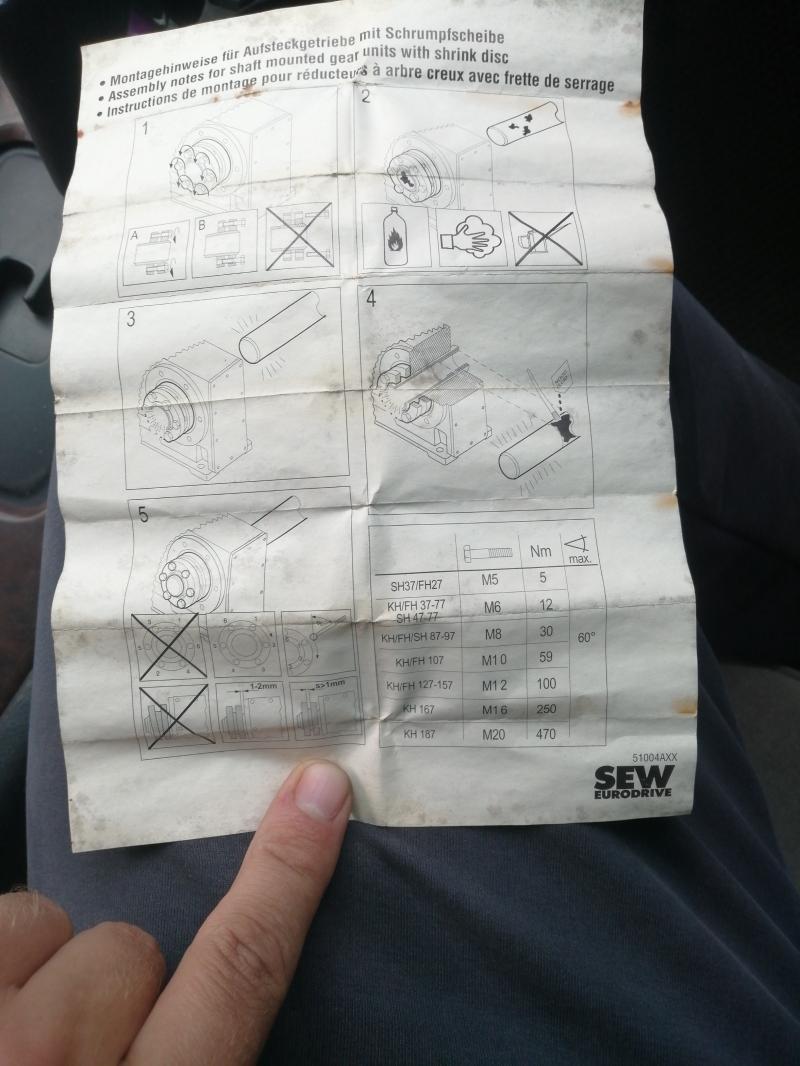 • Montagehinweise für Aufsteckgetriebe mit Schrumpfscheibe
• Assembly notes for shaft mounted gear units with shrink disc
• Instructions de montage pour réducteurs à arbre creux avec frette de serrage
1
2
A
B
3
4
5
1-2mm
s>1mm
Nm
max.
SH37/FH27 M5 5
KH/FH 37-77
SH 47-77 M6 12
KH/FH/SH 87-97 M8 30
60°
KH/FH 107 M10 59
KH/FH 127-157 M12 100
KH 167 M16 250
KH 187 M20 470
51004AXX
SEW
EURODRIVE